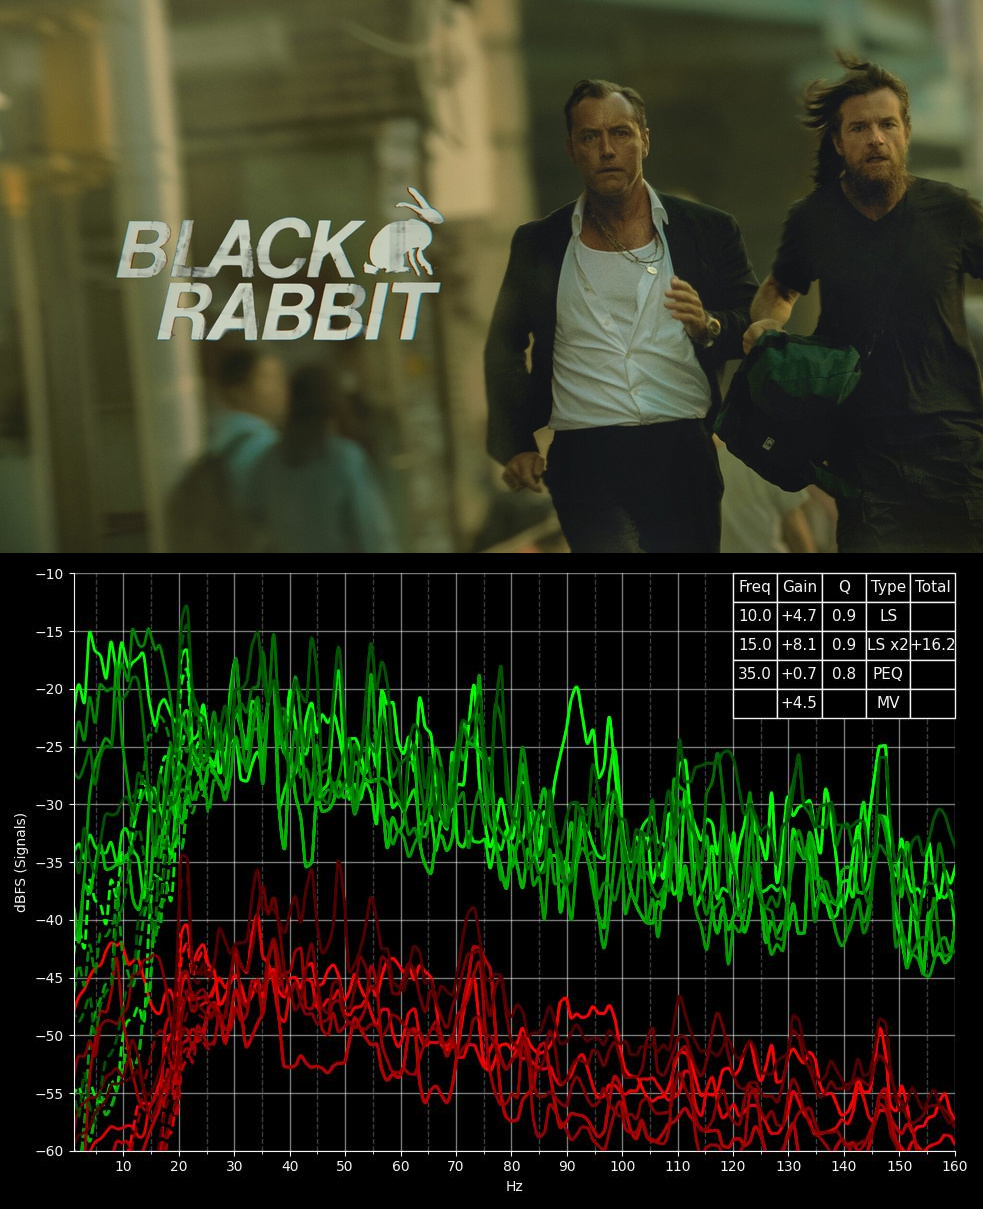 BLACK
RABBIT
Freq Gain Q Type Total
10.0 +4.7 0.9 LS
15.0 +8.1 0.9 LS x2 +16.2
35.0 +0.7 0.8 PEQ
+4.5 MV
−10
−15
−20
−25
−30
−35
−40
−45
−50
−55
−60
dBFS (Signals)
10 20 30 40 50 60 70 80 90 100 110 120 130 140 150 160
Hz